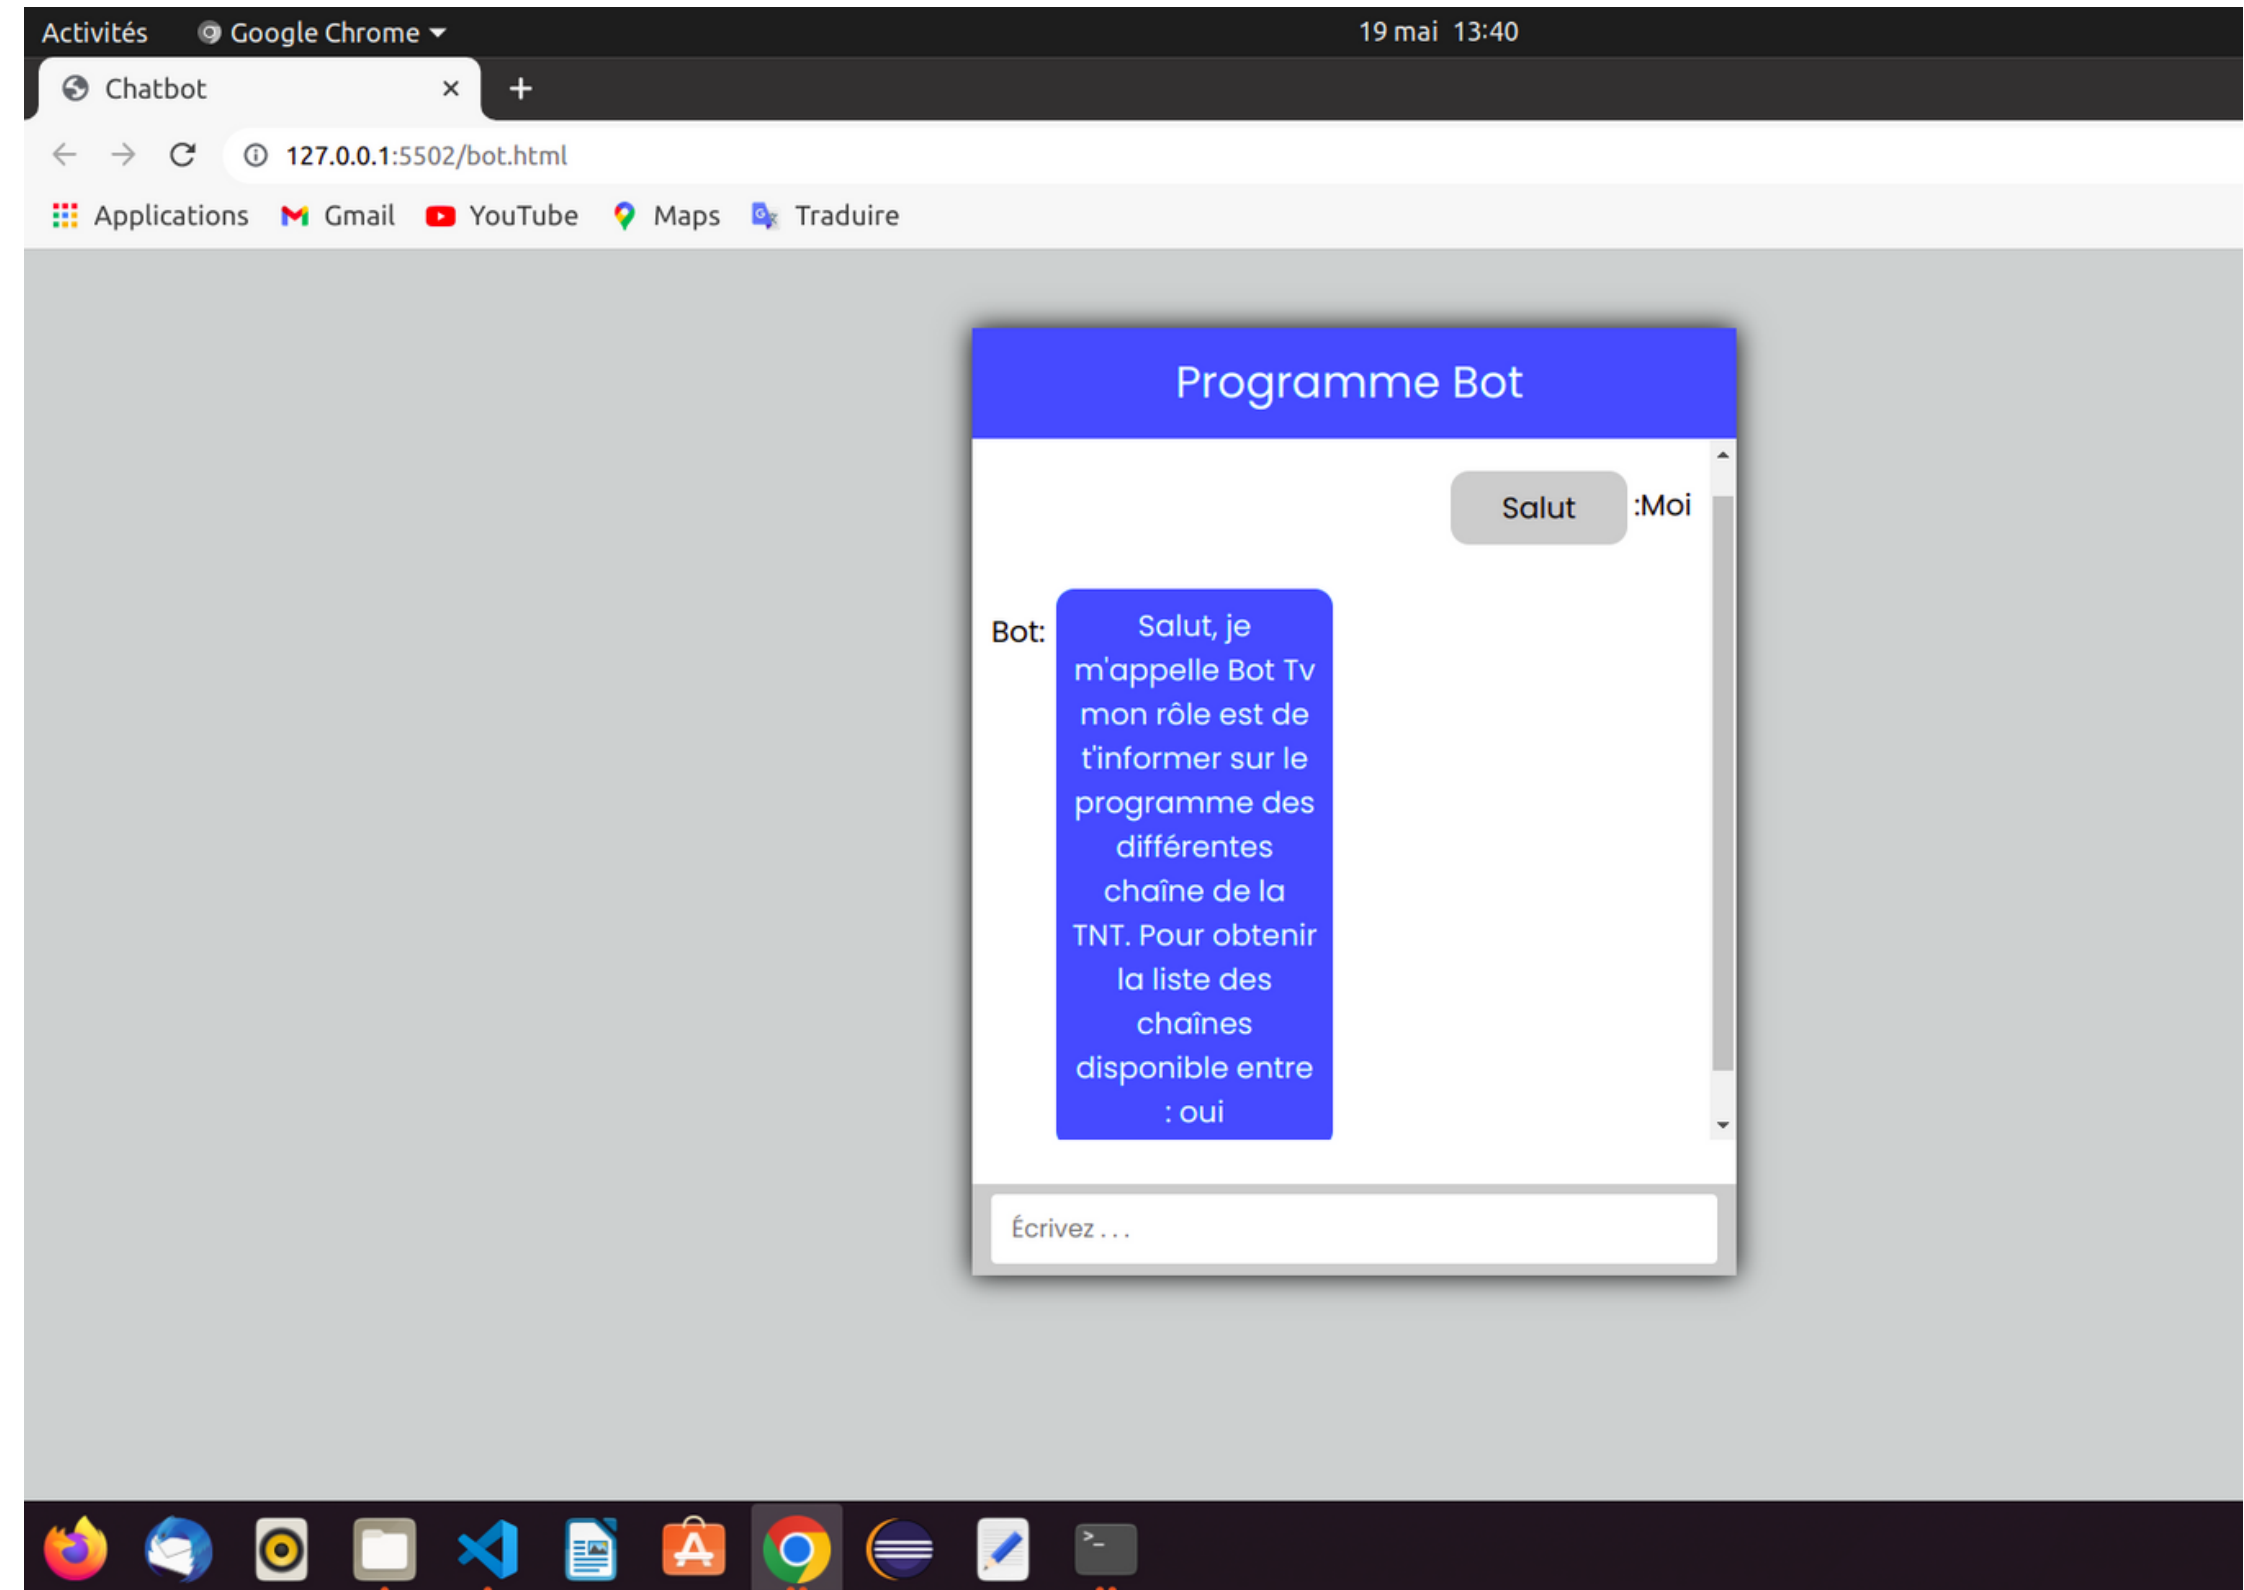 Activités Google Chrome 19 mai 13:40
Chatbot
127.0.0.1:5502/bot.html
Applications Gmail YouTube Maps Traduire
Programme Bot
Salut :Moi
Bot: Salut, je
m'appelle Bot Tv
mon rôle est de
t'informer sur le
programme des
différentes
chaîne de la
TNT. Pour obtenir
la liste des
chaînes
disponible entre
: oui
Écrivez . . .